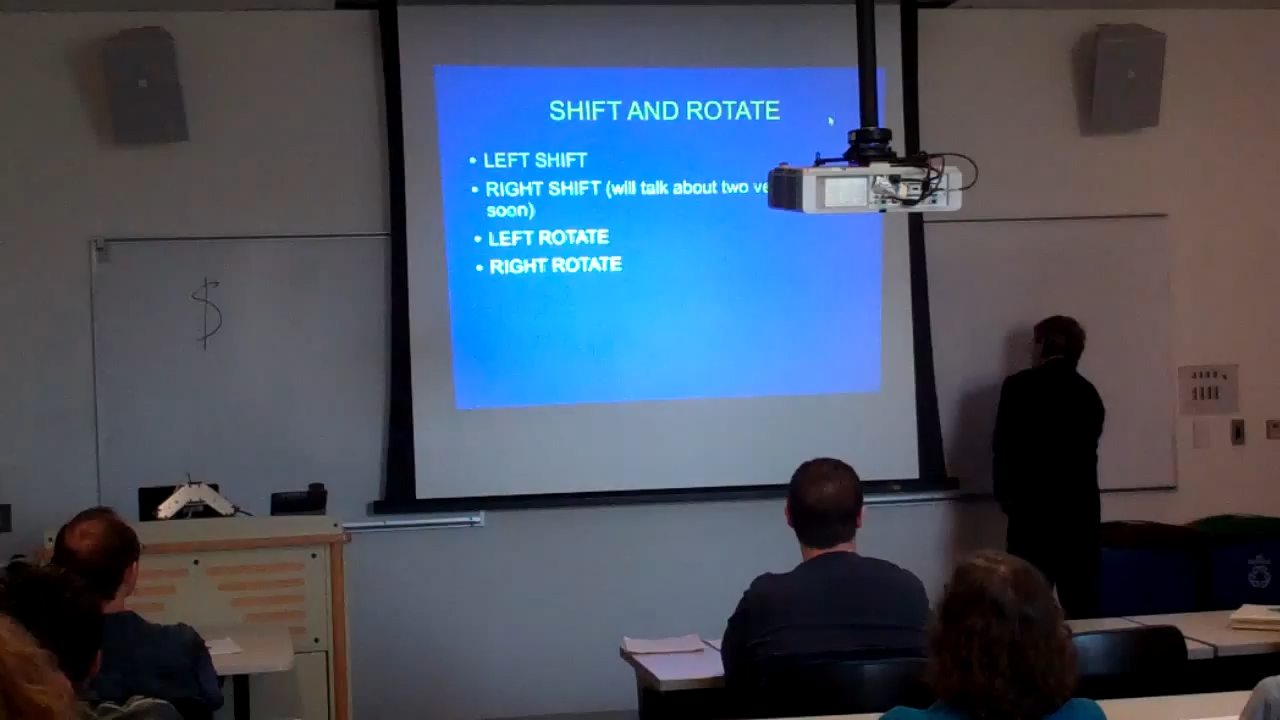 SHIFT AND ROTATE
• LEFT SHIFT
• RIGHT SHIFT (will talk about two
soon)
• LEFT ROTATE
• RIGHT ROTATE
$